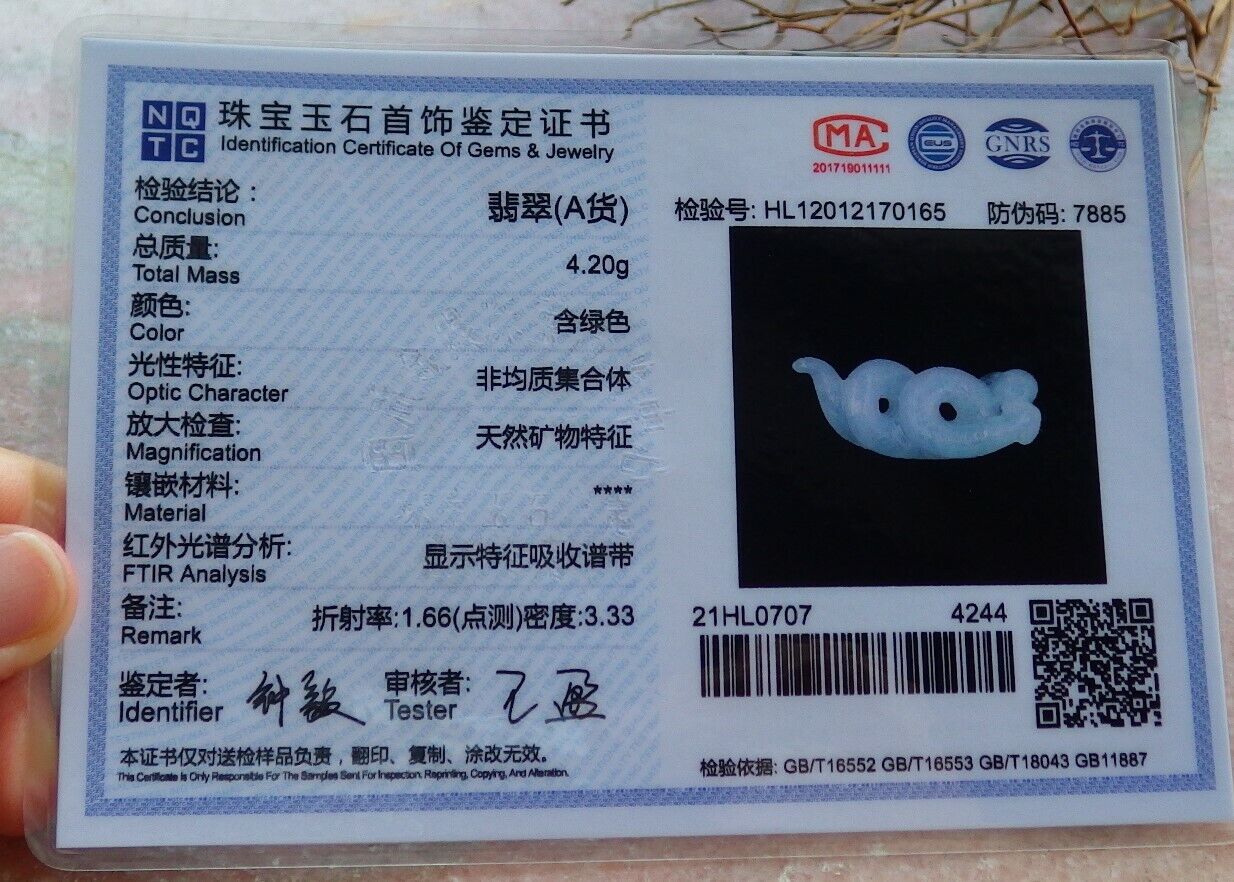 NQ
TC
珠宝玉石首饰鉴定证书
Identification Certificate Of Gems & Jewelry
检验结论：
Conclusion
翡翠(A货)
总质量:
Total Mass
4.20g
颜色:
Color
含绿色
光性特征:
Optic Character
非均质集合体
放大检查:
Magnification
天然矿物特征
镶嵌材料:
Material
****
红外光谱分析:
FTIR Analysis
显示特征吸收谱带
备注:
Remark
折射率:1.66(点测)密度:3.33
鉴定者:
Identifier
审核者:
Tester
本证书仅对送检样品负责，翻印、复制、涂改无效。
This Certificate Is Only Responsible For The Samples Sent For Inspection. Reprinting, Copying, And Alteration.
MA
201719011111
GNRS
检验号: HL12012170165 防伪码: 7885
21HL0707 4244
检验依据: GB/T16552 GB/T16553 GB/T18043 GB11887